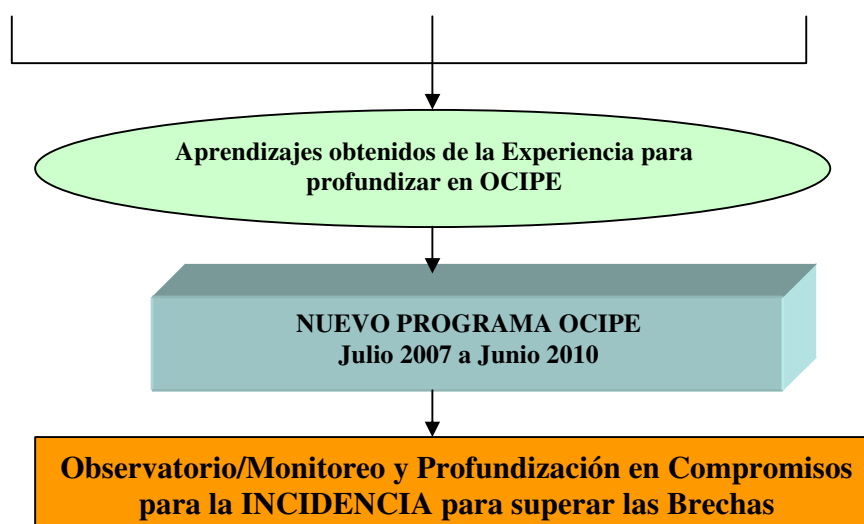 Aprendizajes obtenidos de la Experiencia para
profundizar en OCIPE
NUEVO PROGRAMA OCIPE
Julio 2007 a Junio 2010
Observatorio/Monitoreo y Profundización en Compromisos
para la INCIDENCIA para superar las Brechas